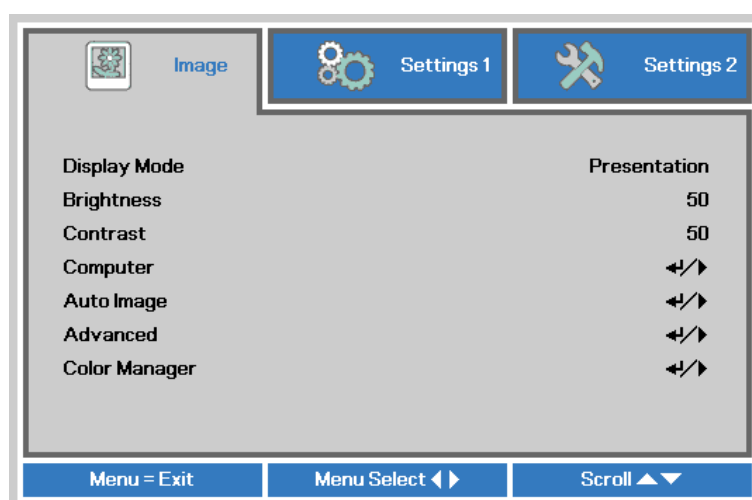 Image Settings 1 Settings 2
Display Mode Presentation
Brightness 50
Contrast 50
Computer ↵/▶
Auto Image ↵/▶
Advanced ↵/▶
Color Manager ↵/▶
Menu = Exit Menu Select ◀▶ Scroll ▲▼